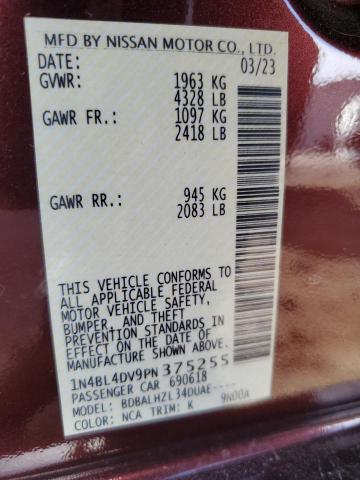 MFD BY NISSAN MOTOR CO., LTD.
DATE: 03/23
GVWR: 1963 KG
4328 LB
GAWR FR.: 1097 KG
2418 LB
GAWR RR.: 945 KG
2083 LB
THIS VEHICLE CONFORMS TO
ALL APPLICABLE FEDERAL
MOTOR VEHICLE SAFETY,
BUMPER, AND THEFT
PREVENTION STANDARDS IN
EFFECT ON THE DATE OF
MANUFACTURE SHOWN ABOVE.
1N4BL4DV9PN375255
PASSENGER CAR 690618
MODEL: BDBALHZL34DUAE----
COLOR: NCA TRIM: K 9N00A